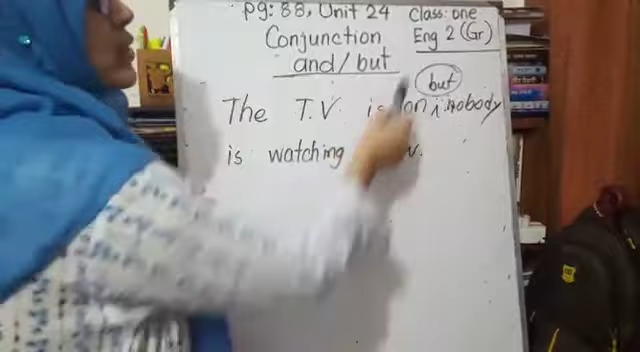 Pg: 88, Unit 24 Class: one
Conjunction Eng 2 (Gr)
and/but
but
The T.V. is on nobody
is watching